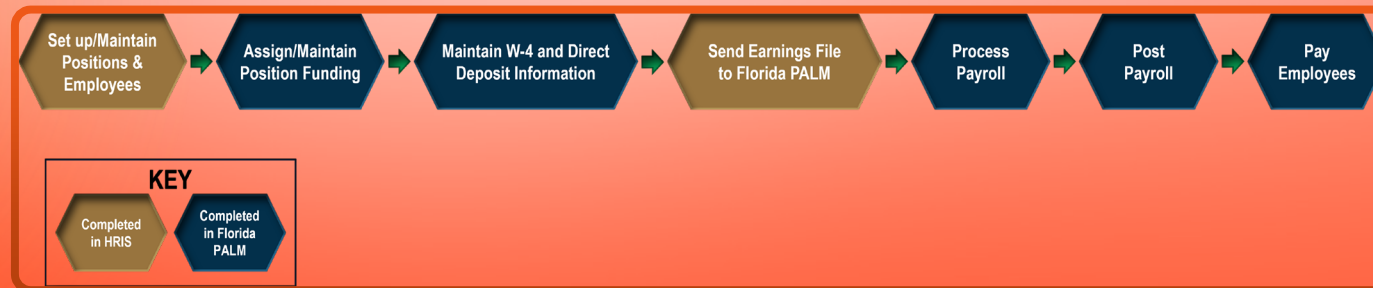 Set up/Maintain
Positions &
Employees
Assign/Maintain
Position Funding
Maintain W-4 and Direct
Deposit Information
Send Earnings File
to Florida PALM
Process
Payroll
Post
Payroll
Pay
Employees
KEY
Completed
in HRIS
Completed
in Florida
PALM